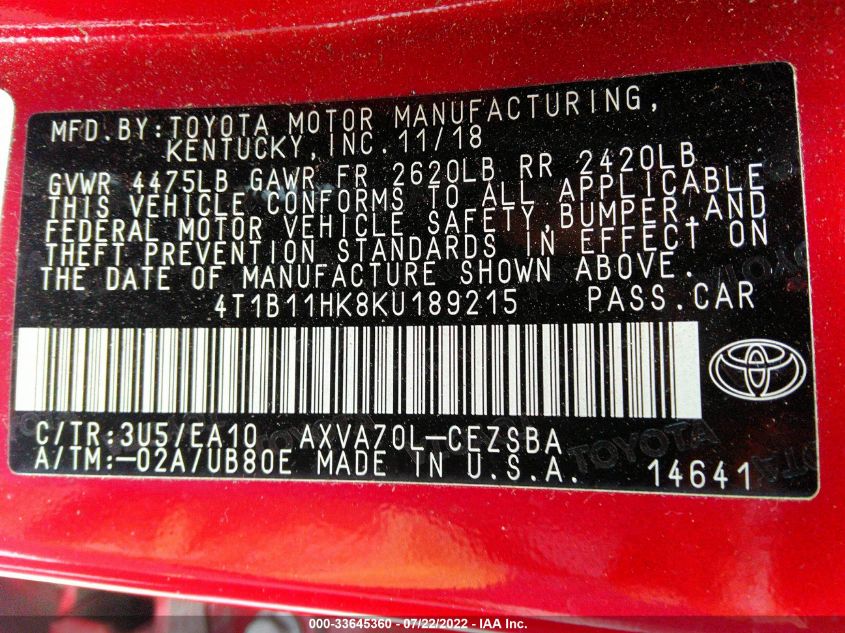 MFD.BY:TOYOTA MOTOR MANUFACTURING,
KENTUCKY,INC.11/18
GVWR 4475LB GAWR FR 2620LB RR 2420LB
THIS VEHICLE CONFORMS TO ALL APPLICABLE
FEDERAL MOTOR VEHICLE SAFETY,BUMPER,AND
THEFT PREVENTION STANDARDS IN EFFECT ON
THE DATE OF MANUFACTURE SHOWN ABOVE.
4T1B11HK8KU189215 PASS.CAR
C/TR:3U5/EA10 AXVA70L-CEZSBA
A/TM:-02A/UB80E MADE IN U.S.A. 14641
TOYOTA
000-33645360 - 07/22/2022 - IAA Inc.